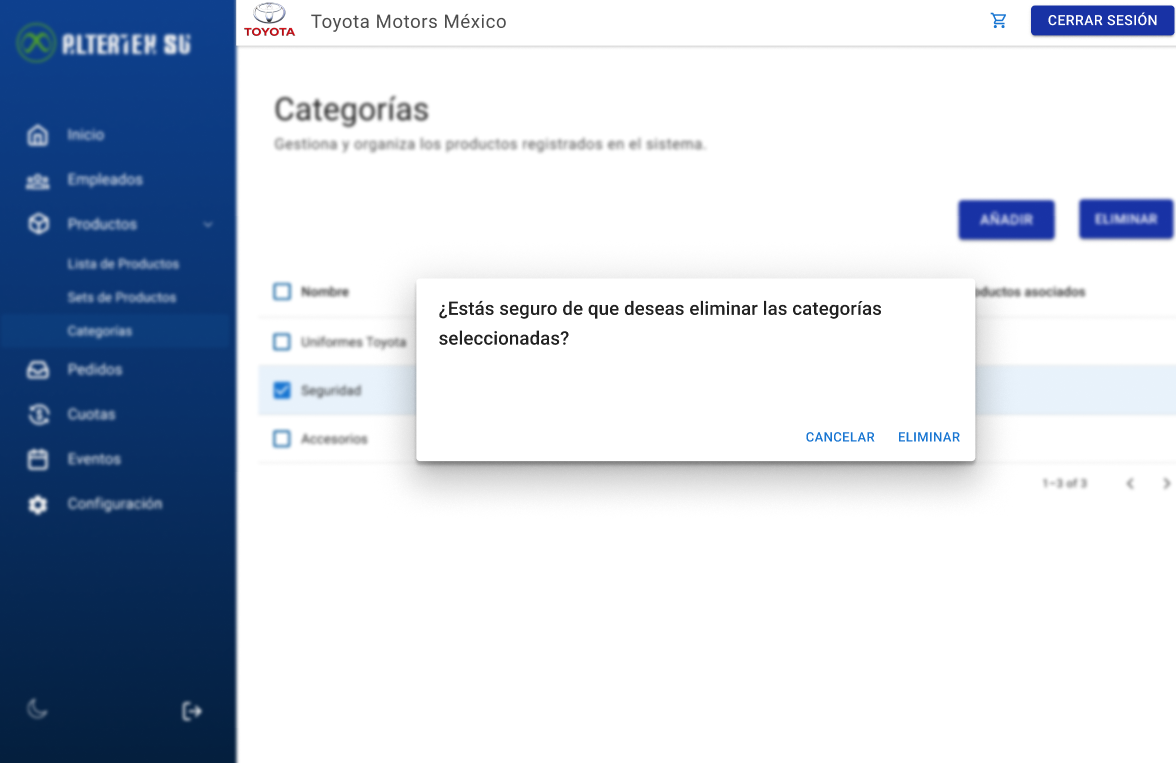 ALTERTEX SU
TOYOTA
Toyota Motors México
CERRAR SESIÓN
Inicio
Empleados
Productos
Lista de Productos
Sets de Productos
Categorías
Pedidos
Cuotas
Eventos
Configuración
Categorías
Gestiona y organiza los productos registrados en el sistema.
AÑADIR
ELIMINAR
Nombre
asociados
Uniformes Toyota
Seguridad
Accesorios
¿Estás seguro de que deseas eliminar las categorías
seleccionadas?
CANCELAR
ELIMINAR
1–3 of 3